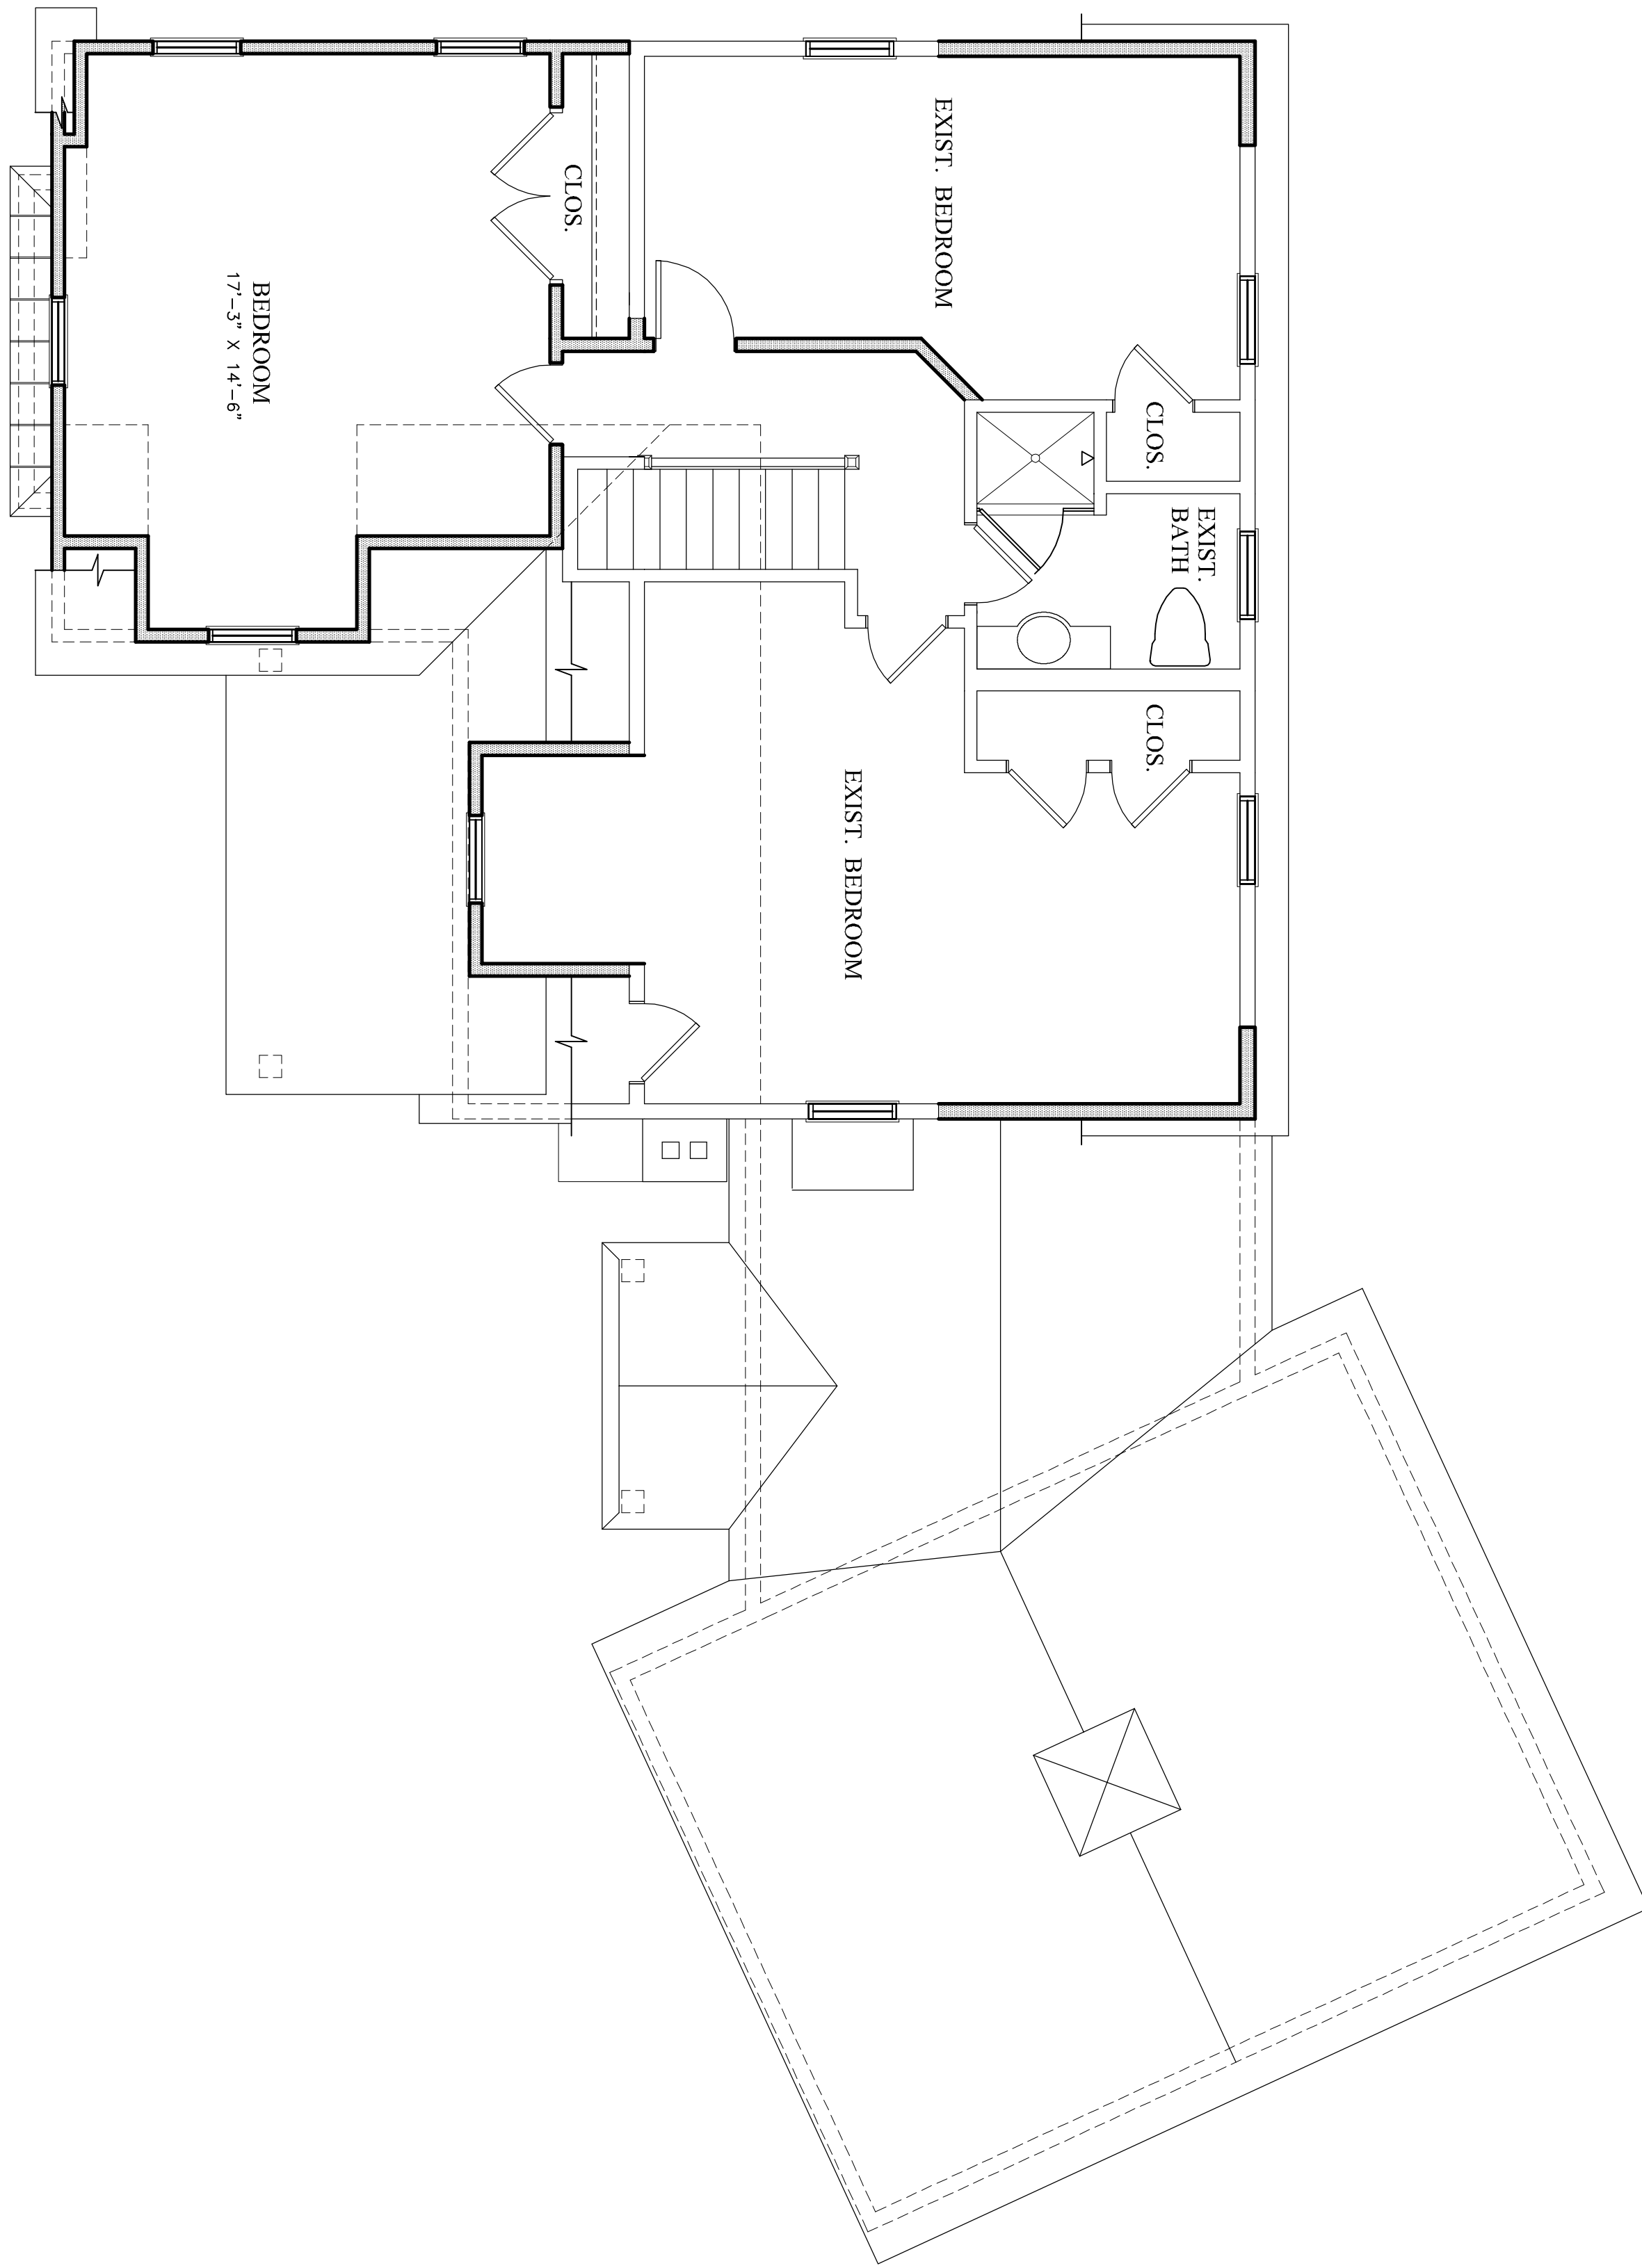 EXIST. BEDROOM
CLOS.
EXIST.
BATH
CLOS.
EXIST. BEDROOM
CLOS.
BEDROOM
17'-3" X 14'-6"